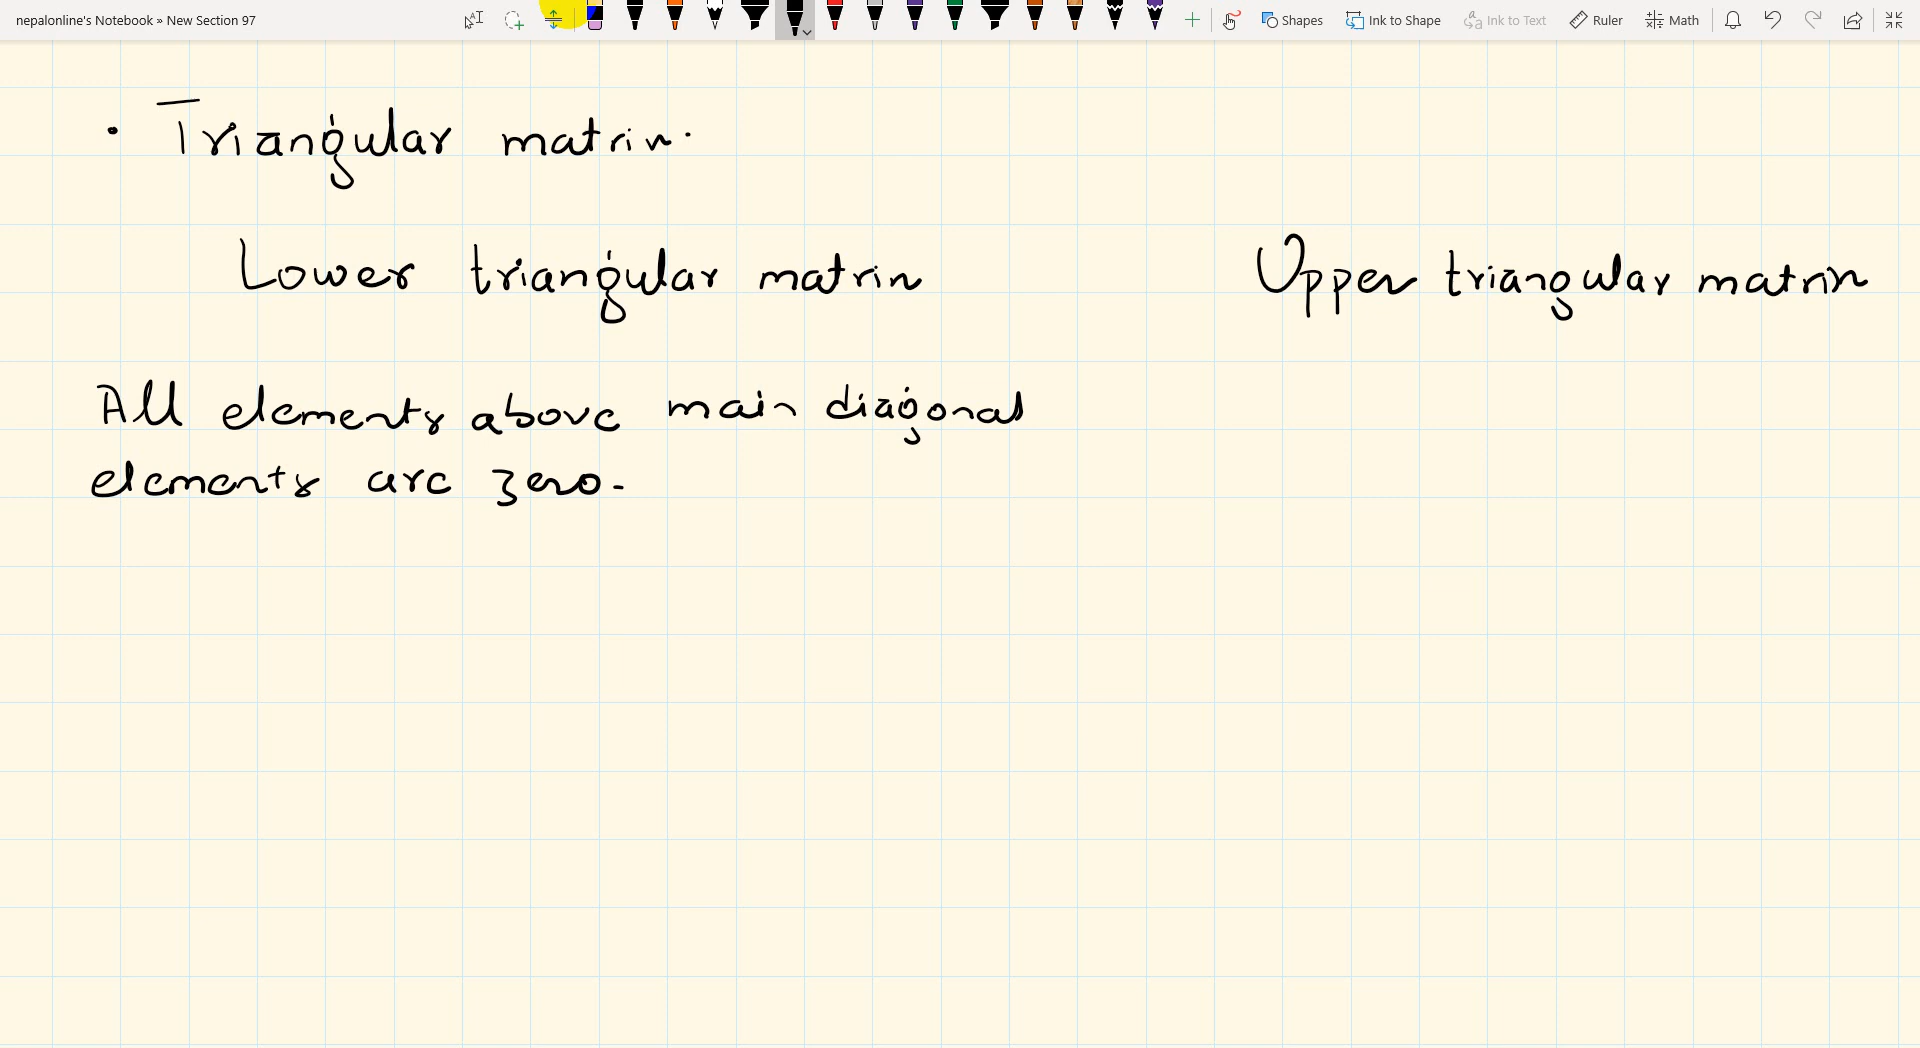 nepalonline's Notebook » New Section 97
Shapes Ink to Shape Ink to Text Ruler Math
• Triangular matrix.
Lower triangular matrix Upper triangular matrix
All elements above main diagonal
elements are zero.